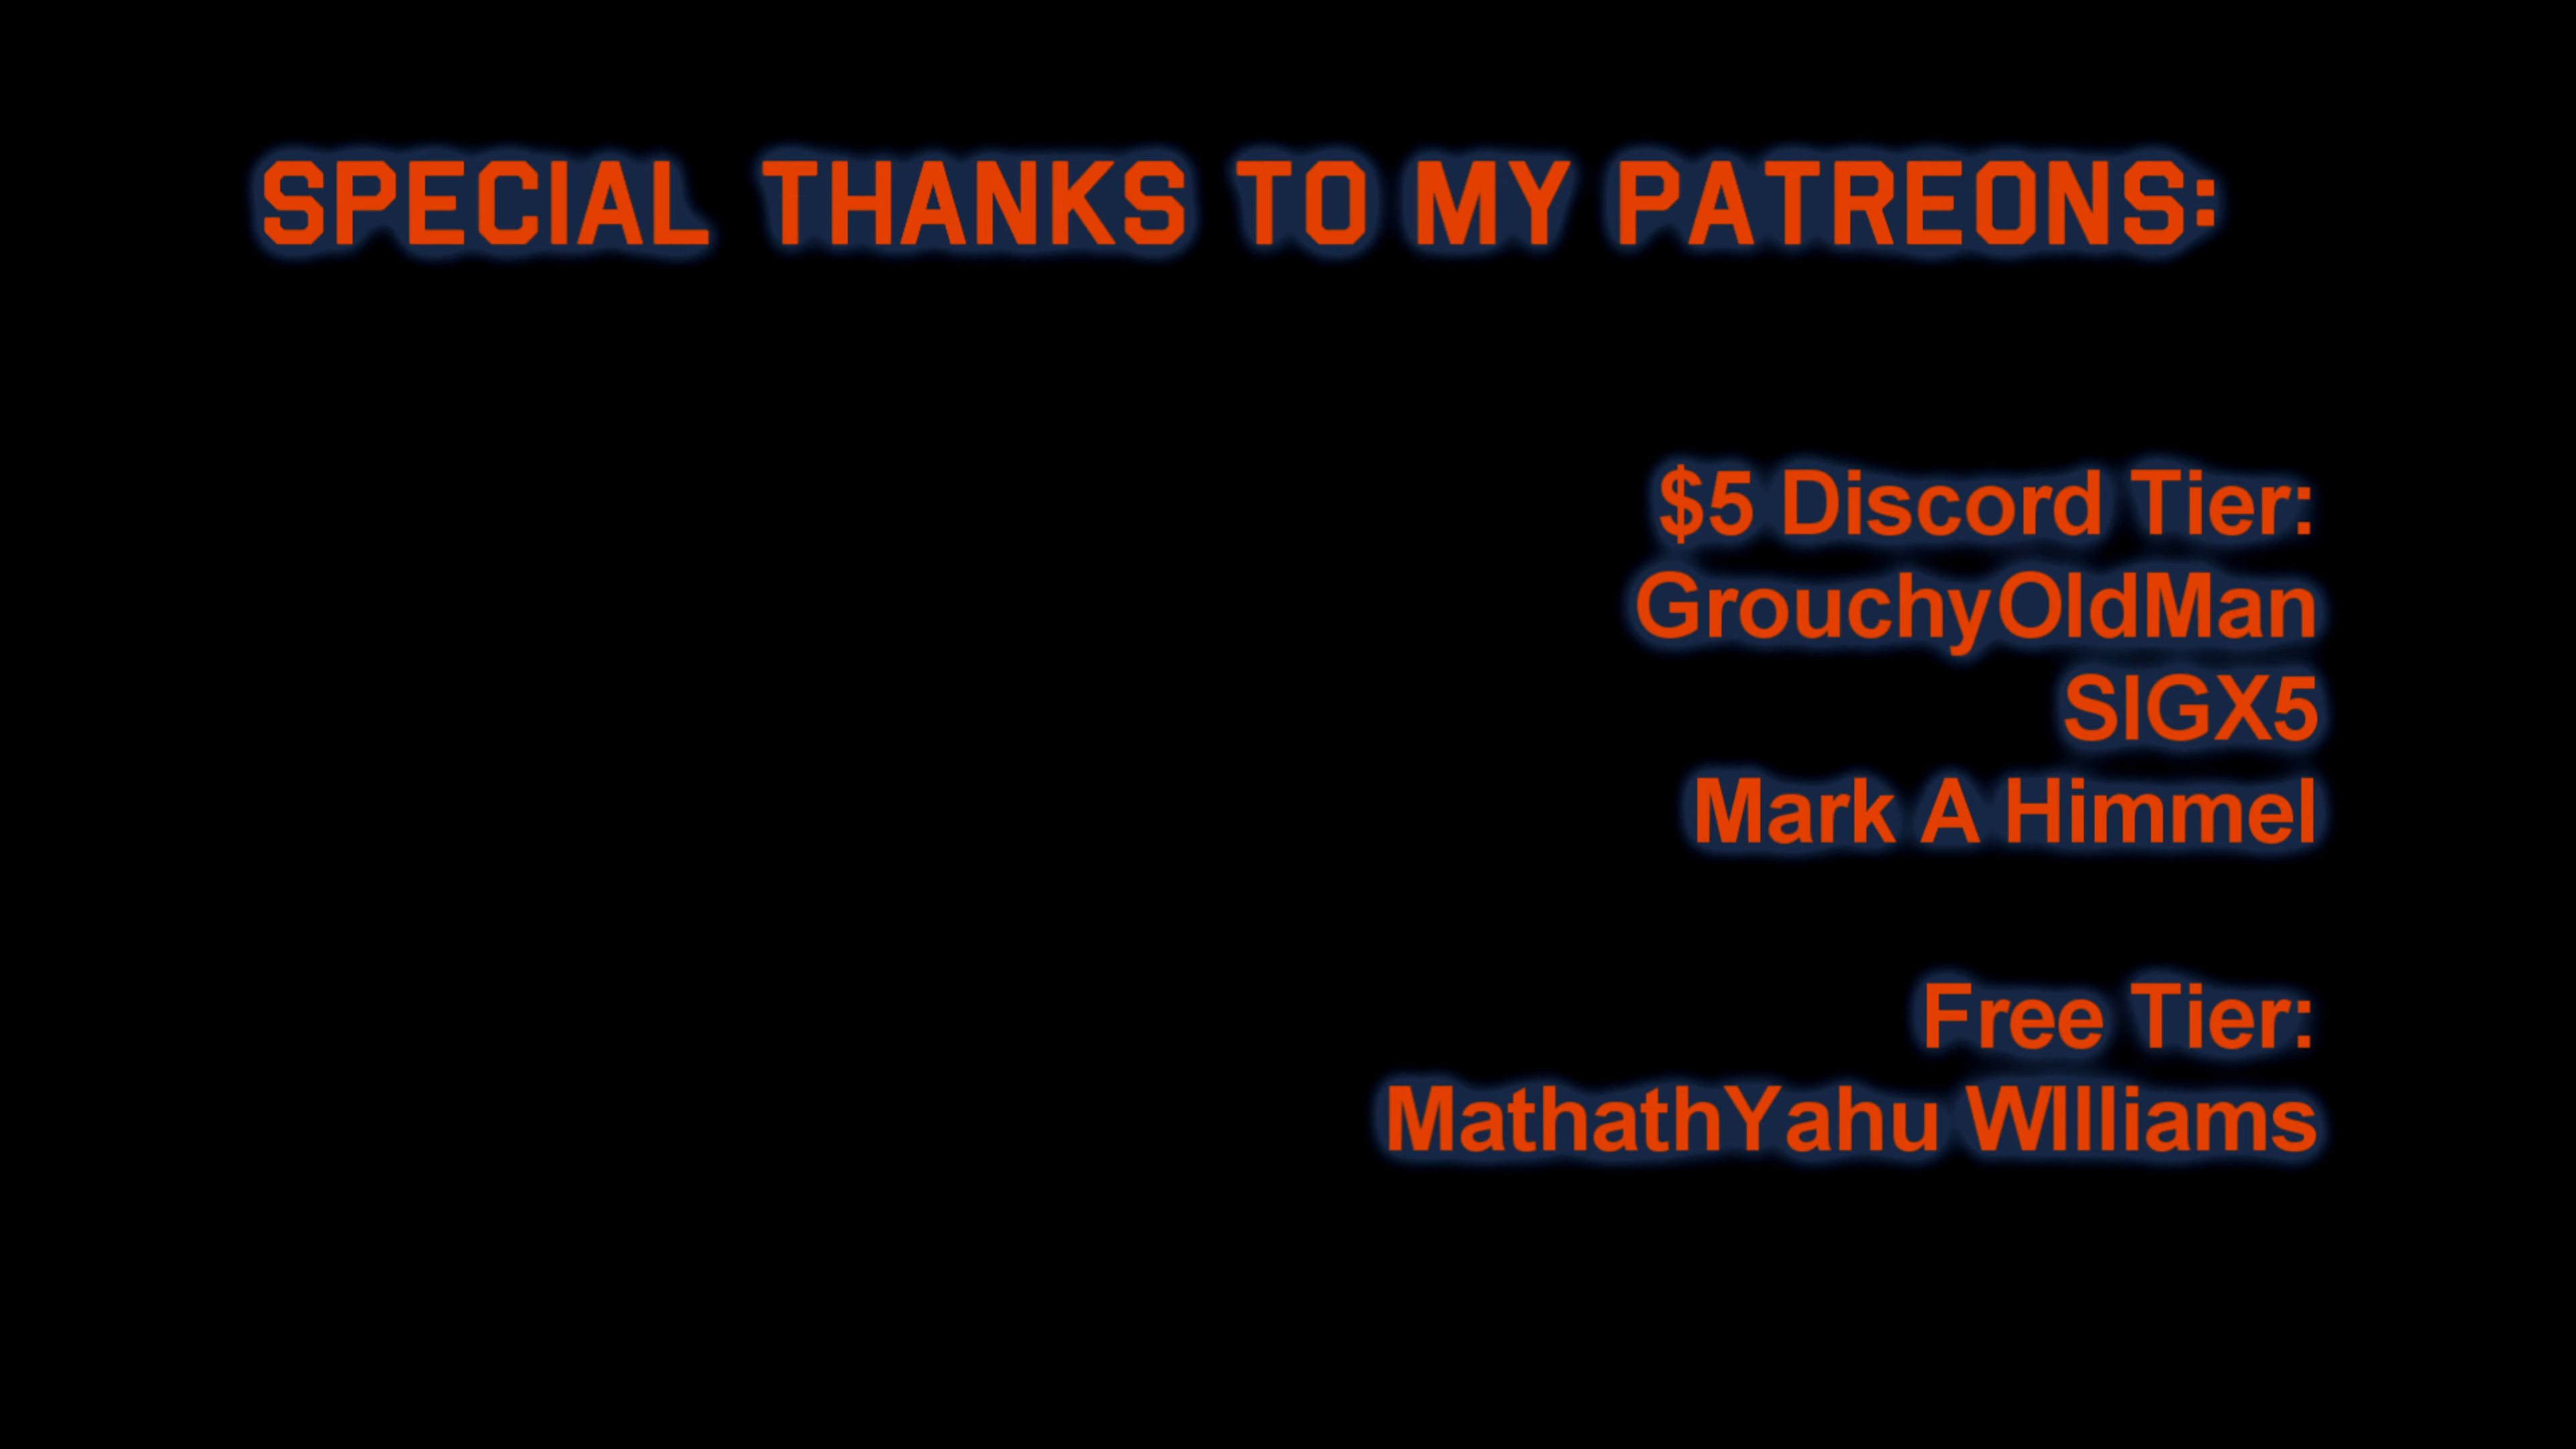 SPECIAL THANKS TO MY PATREONS:
$5 Discord Tier:
GrouchyOldMan
SIGX5
Mark A Himmel
Free Tier:
MathathYahu WIlliams